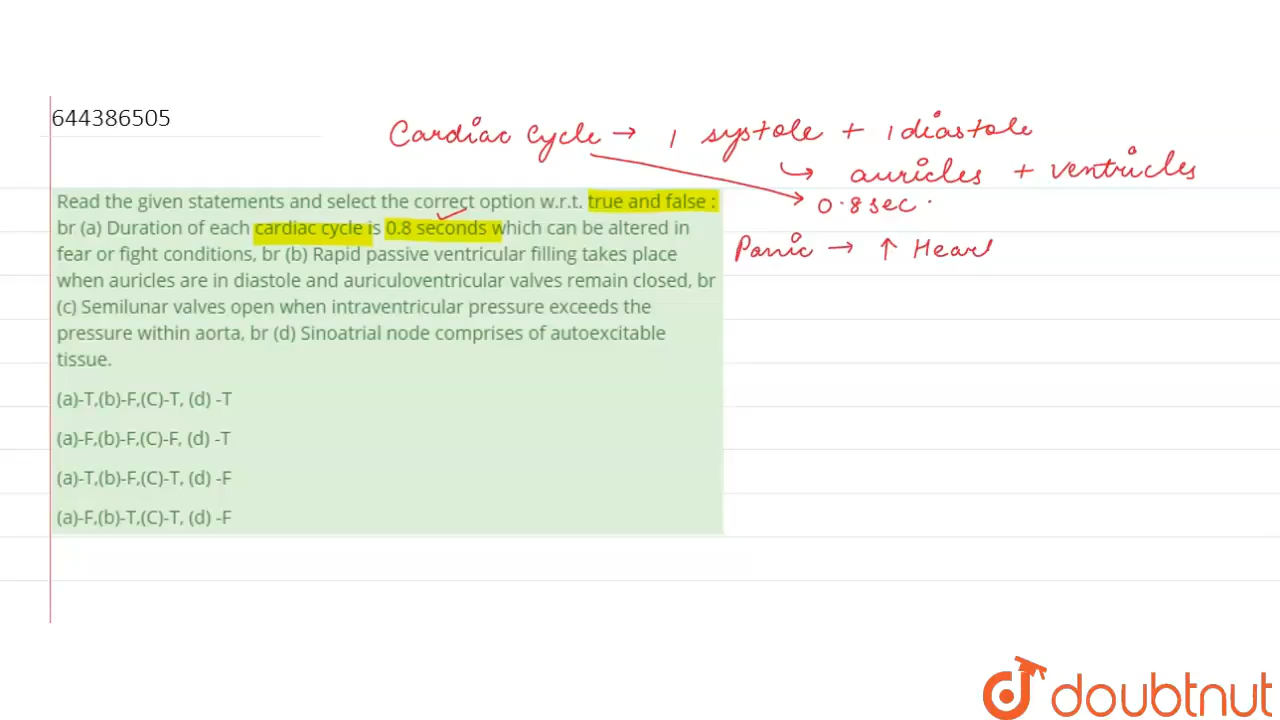 644386505
Cardiac Cycle → 1 systole + 1 diastole
↳ auricles + ventricles
0.8 sec.
Panic → ↑ Heart
Read the given statements and select the correct option w.r.t. true and false :
br (a) Duration of each cardiac cycle is 0.8 seconds which can be altered in
fear or fight conditions, br (b) Rapid passive ventricular filling takes place
when auricles are in diastole and auriculoventricular valves remain closed, br
(c) Semilunar valves open when intraventricular pressure exceeds the
pressure within aorta, br (d) Sinoatrial node comprises of autoexcitable
tissue.
(a)-T,(b)-F,(C)-T, (d) -T
(a)-F,(b)-F,(C)-F, (d) -T
(a)-T,(b)-F,(C)-T, (d) -F
(a)-F,(b)-T,(C)-T, (d) -F
doubtnut